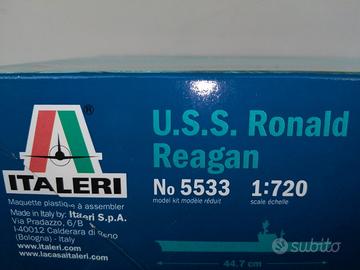 ITALERI
®
U.S.S. Ronald
Reagan
No 5533 1:720
model kit modèle réduit scale échelle
Maquette plastique à assembler
Made in Italy by: Italeri S.p.A.
Via Pradazzo, 6/B
I-40012 Calderara di Reno
(Bologna) - Italy
www.italeri.com
www.lacasaitaleri.com
44.7 cm
subito